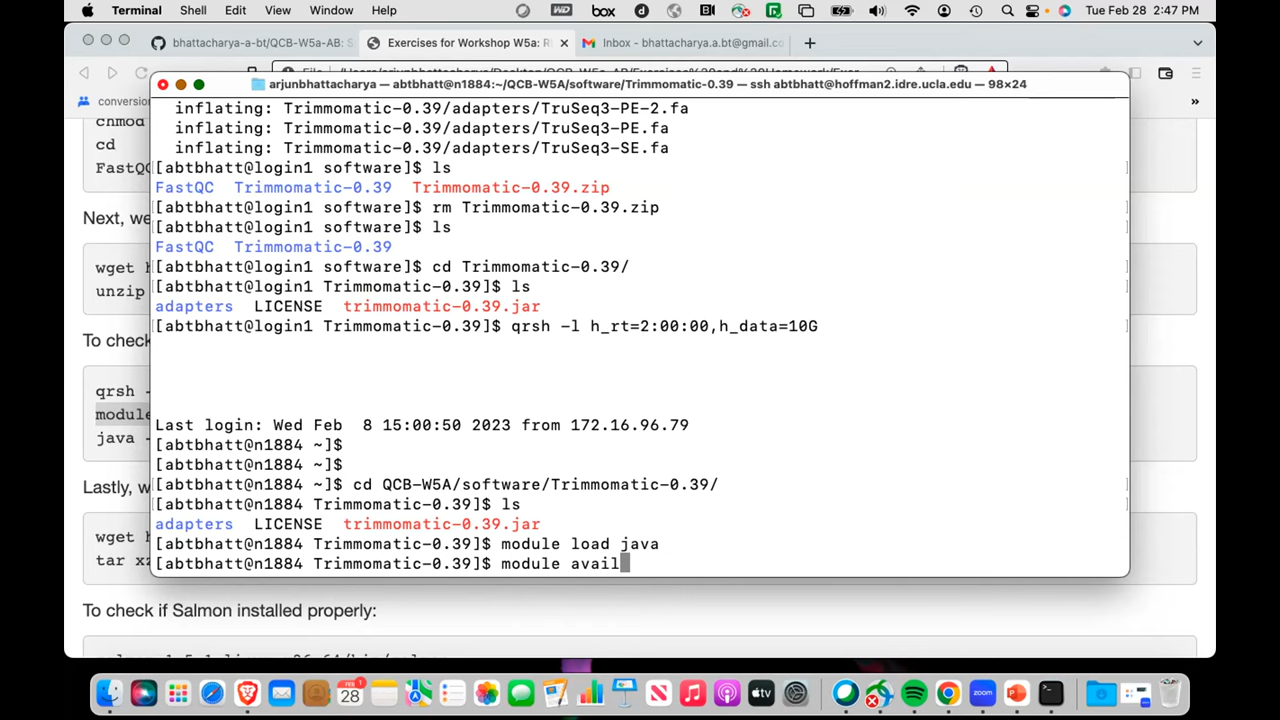 Terminal Shell Edit View Window Help Tue Feb 28 2:47 PM
bhattacharya-a-bt/QCB-W5a-AB: S Exercises for Workshop W5a: R Inbox - bhattacharya.a.bt@gmail.co
arjunbhattacharya — abtbhatt@n1884:~/QCB-W5A/software/Trimmomatic-0.39 — ssh abtbhatt@hoffman2.idre.ucla.edu — 98×24
conversion
chmod
cd
FastQC
Next, we
wget h
unzip
To check
qrsh -
module
java -
Lastly, w
wget h
tar xz
inflating: Trimmomatic-0.39/adapters/TruSeq3-PE-2.fa
inflating: Trimmomatic-0.39/adapters/TruSeq3-PE.fa
inflating: Trimmomatic-0.39/adapters/TruSeq3-SE.fa
[abtbhatt@login1 software]$ ls
FastQC Trimmomatic-0.39 Trimmomatic-0.39.zip
[abtbhatt@login1 software]$ rm Trimmomatic-0.39.zip
[abtbhatt@login1 software]$ ls
FastQC Trimmomatic-0.39
[abtbhatt@login1 software]$ cd Trimmomatic-0.39/
[abtbhatt@login1 Trimmomatic-0.39]$ ls
adapters LICENSE trimmomatic-0.39.jar
[abtbhatt@login1 Trimmomatic-0.39]$ qrsh -l h_rt=2:00:00,h_data=10G
Last login: Wed Feb  8 15:00:50 2023 from 172.16.96.79
[abtbhatt@n1884 ~]$
[abtbhatt@n1884 ~]$
[abtbhatt@n1884 ~]$ cd QCB-W5A/software/Trimmomatic-0.39/
[abtbhatt@n1884 Trimmomatic-0.39]$ ls
adapters LICENSE trimmomatic-0.39.jar
[abtbhatt@n1884 Trimmomatic-0.39]$ module load java
[abtbhatt@n1884 Trimmomatic-0.39]$ module avail
To check if Salmon installed properly: